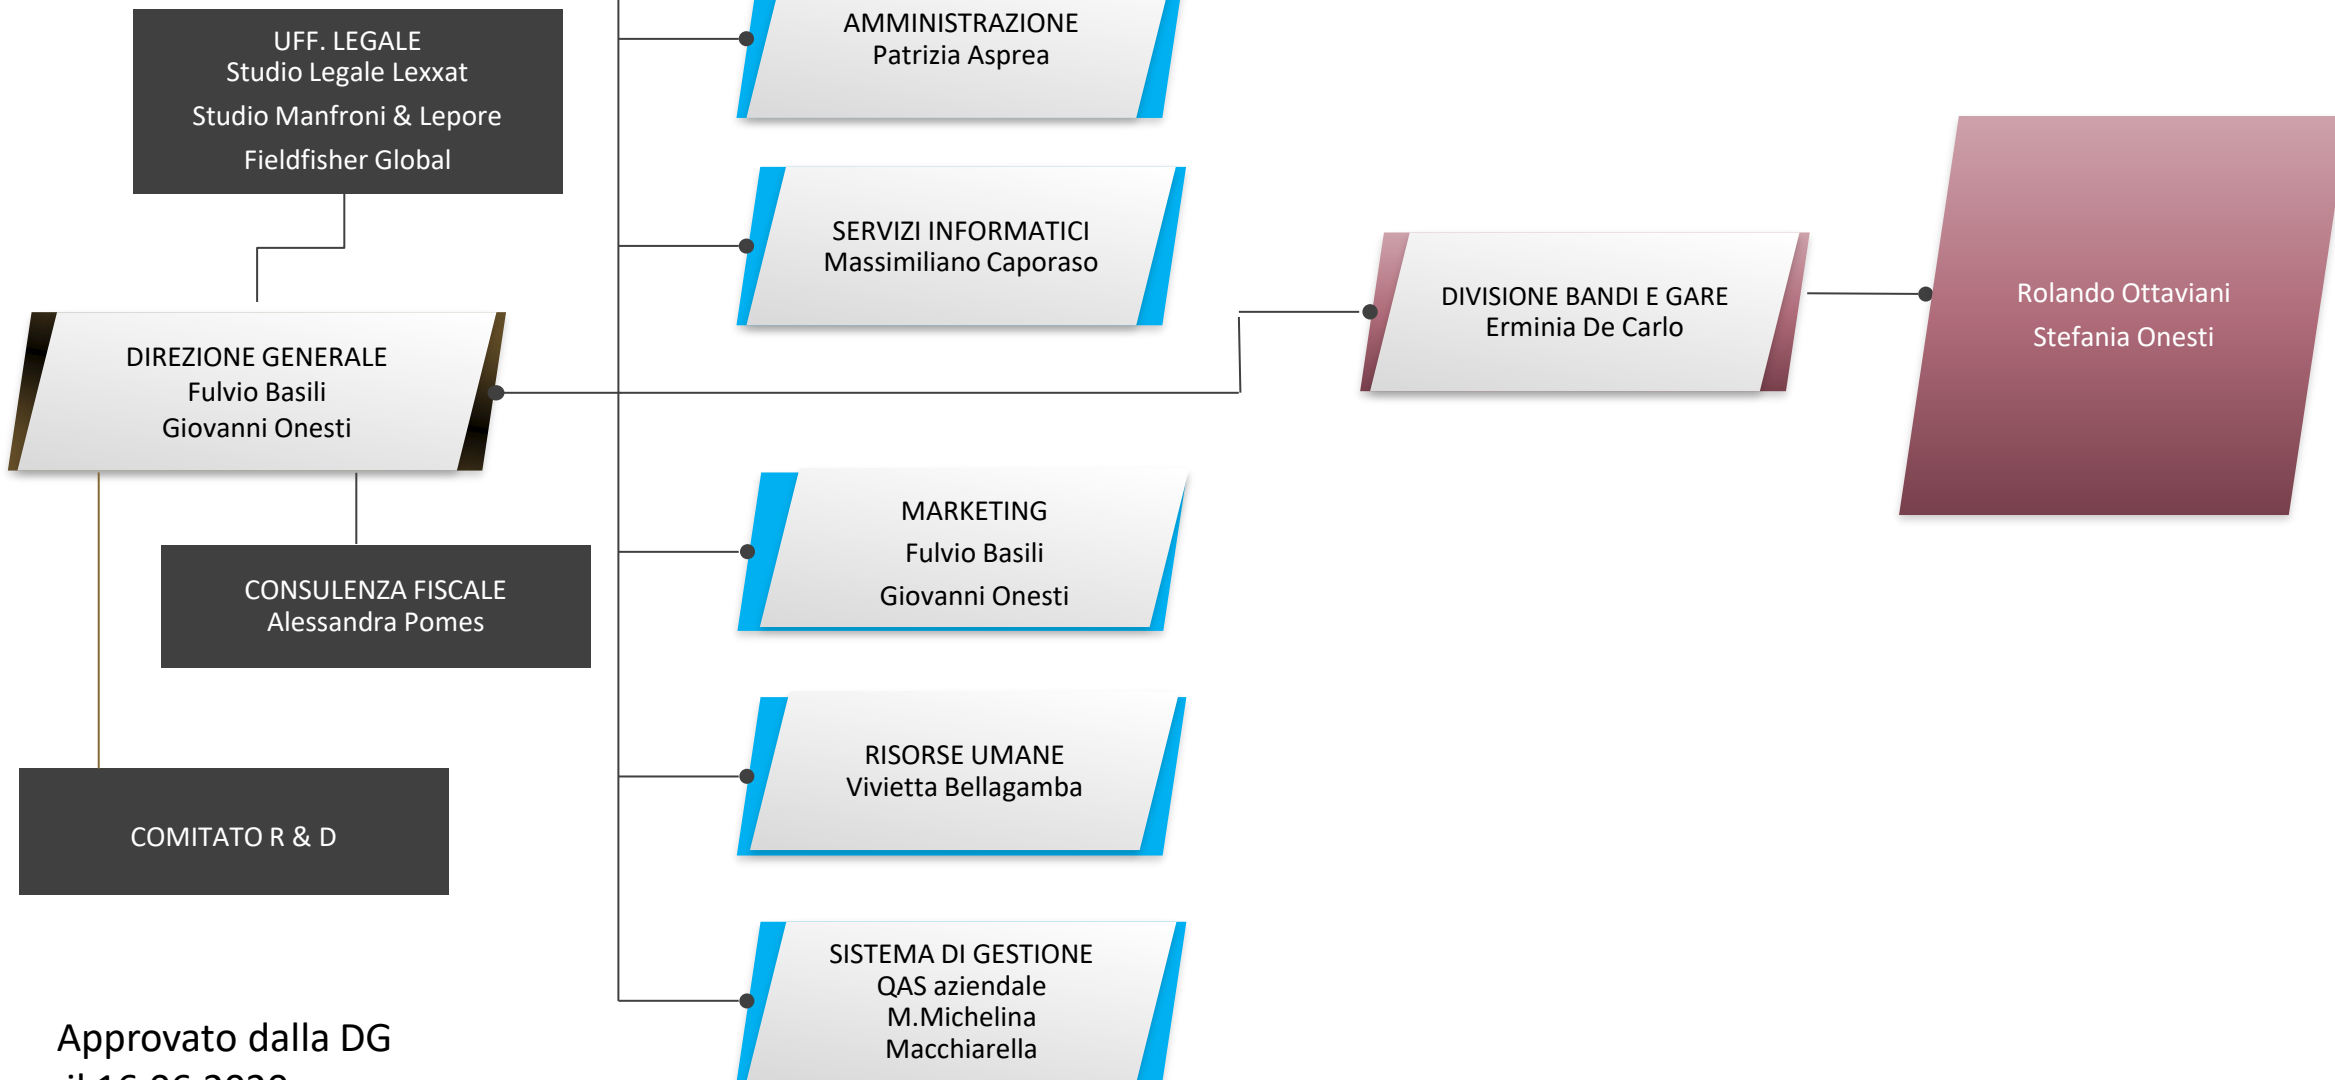 UFF. LEGALE
Studio Legale Lexxat
Studio Manfroni & Lepore
Fieldfisher Global
DIREZIONE GENERALE
Fulvio Basili
Giovanni Onesti
CONSULENZA FISCALE
Alessandra Pomes
COMITATO R & D
AMMINISTRAZIONE
Patrizia Asprea
SERVIZI INFORMATICI
Massimiliano Caporaso
MARKETING
Fulvio Basili
Giovanni Onesti
RISORSE UMANE
Vivietta Bellagamba
SISTEMA DI GESTIONE
QAS aziendale
M.Michelina
Macchiarella
DIVISIONE BANDI E GARE
Erminia De Carlo
Rolando Ottaviani
Stefania Onesti
Approvato dalla DG
il